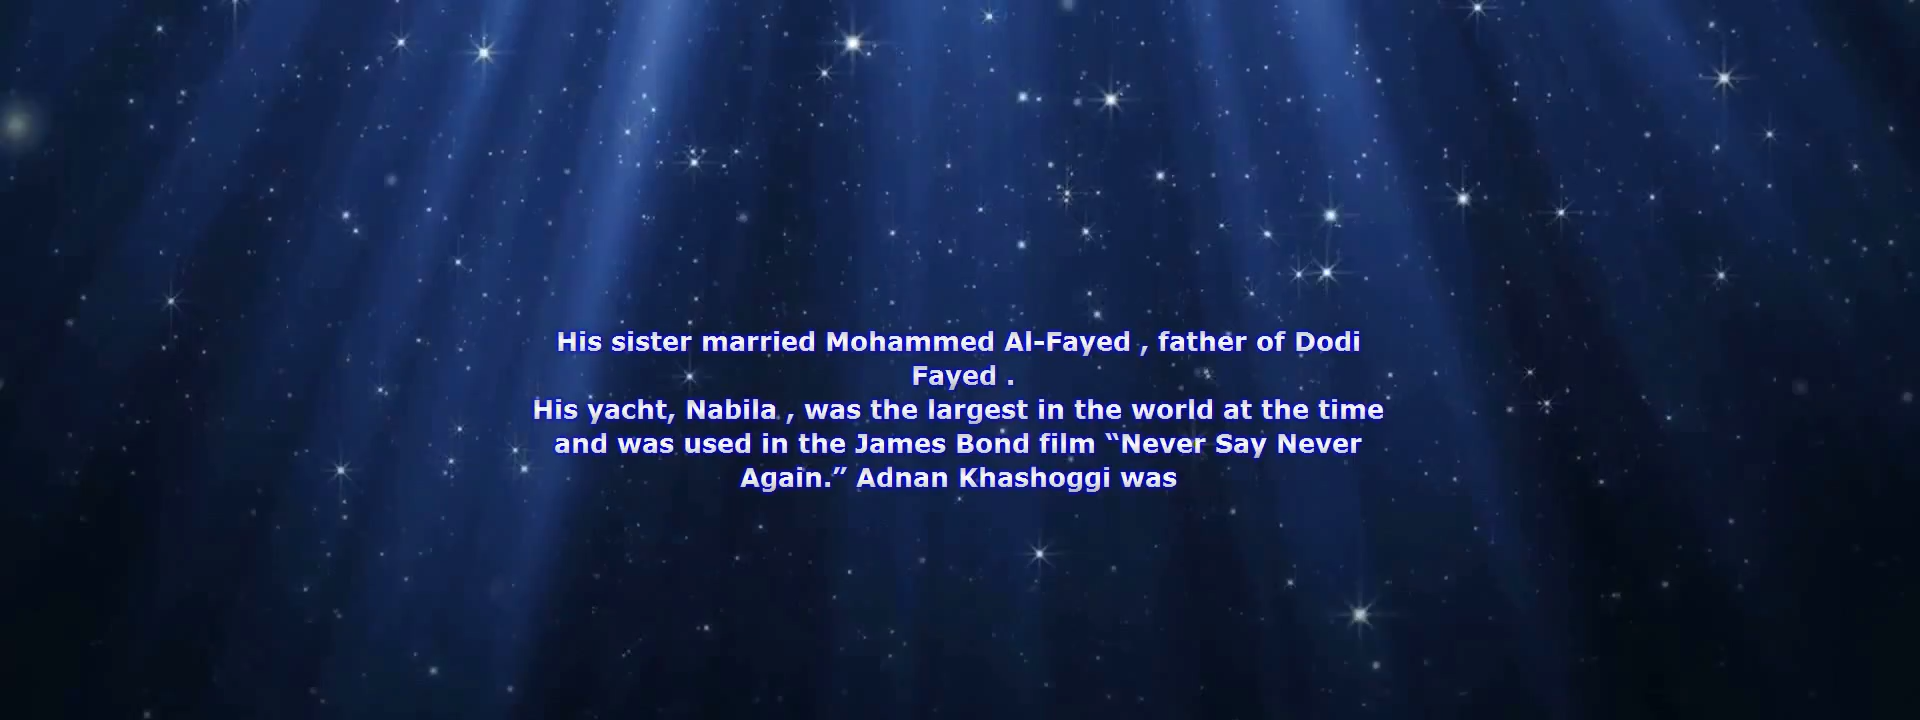 His sister married Mohammed Al-Fayed , father of Dodi
Fayed .
His yacht, Nabila , was the largest in the world at the time
and was used in the James Bond film “Never Say Never
Again.” Adnan Khashoggi was